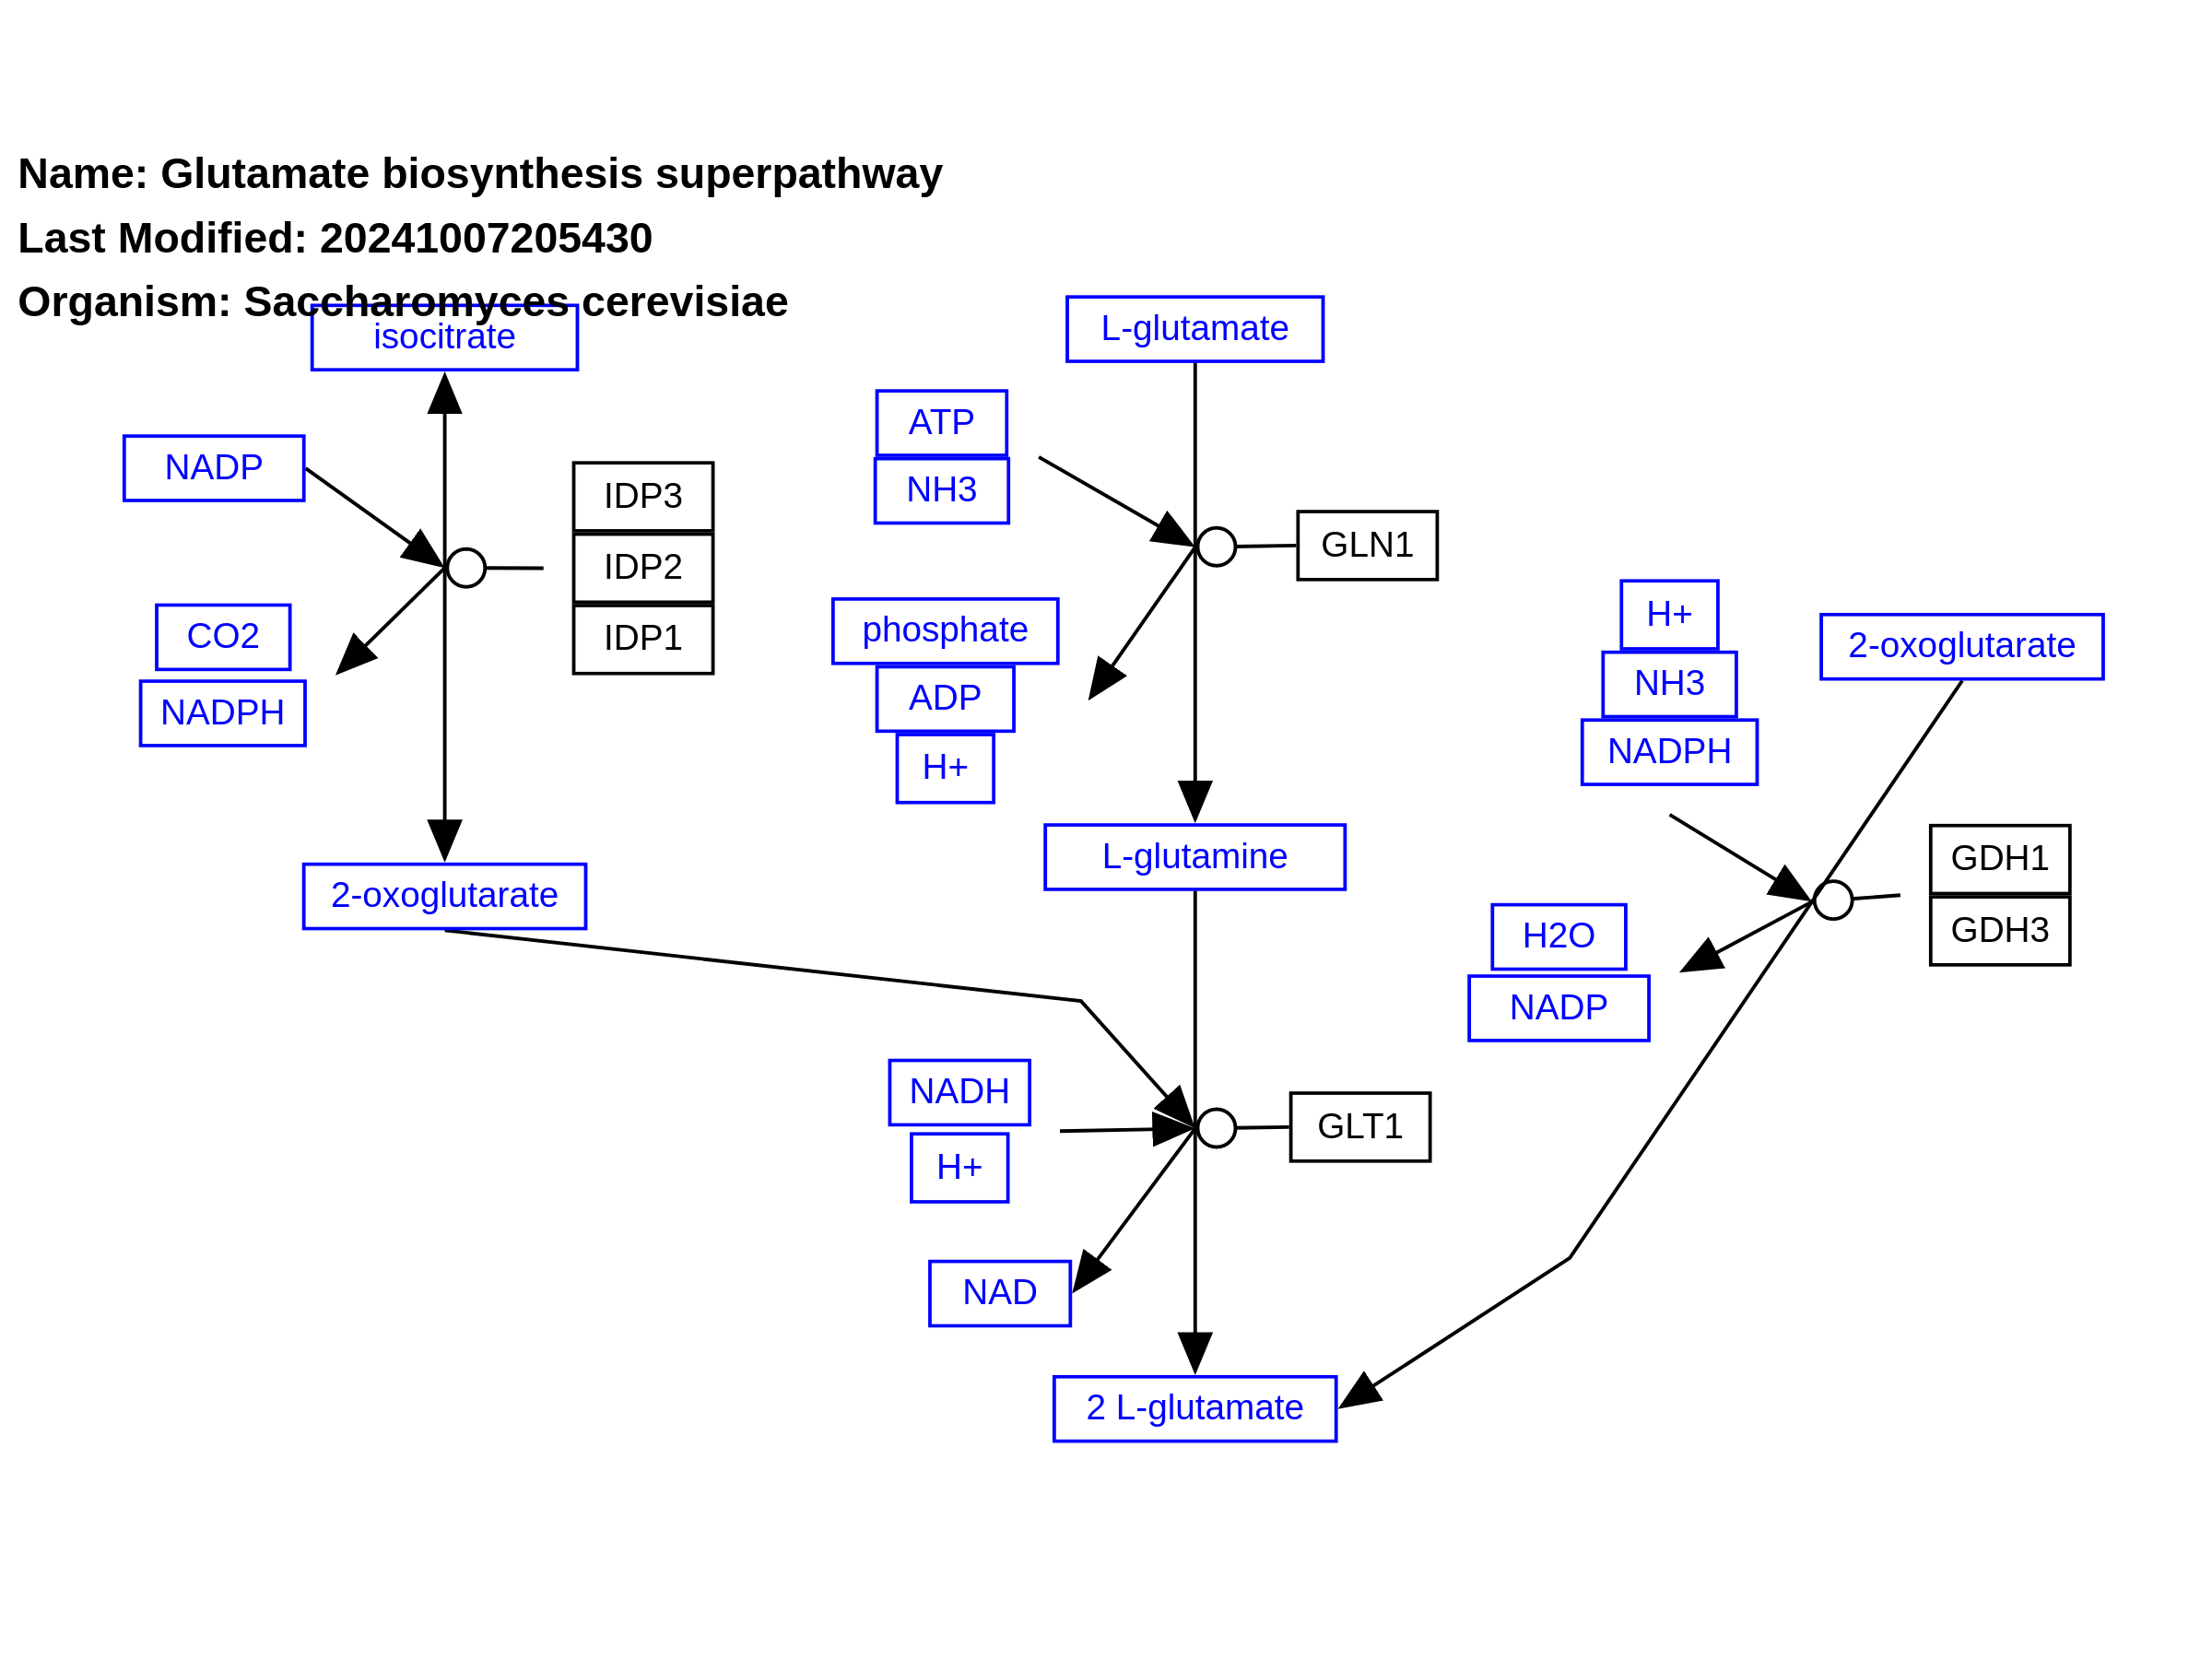 Name: Glutamate biosynthesis superpathway
Last Modified: 20241007205430
Organism: Saccharomyces cerevisiae
isocitrate
L-glutamate
ATP
NADP
NH3
IDP3
IDP2
IDP1
GLN1
CO2
NADPH
phosphate
ADP
H+
H+
NH3
NADPH
2-oxoglutarate
L-glutamine
2-oxoglutarate
GDH1
GDH3
H2O
NADP
NADH
H+
GLT1
NAD
2 L-glutamate